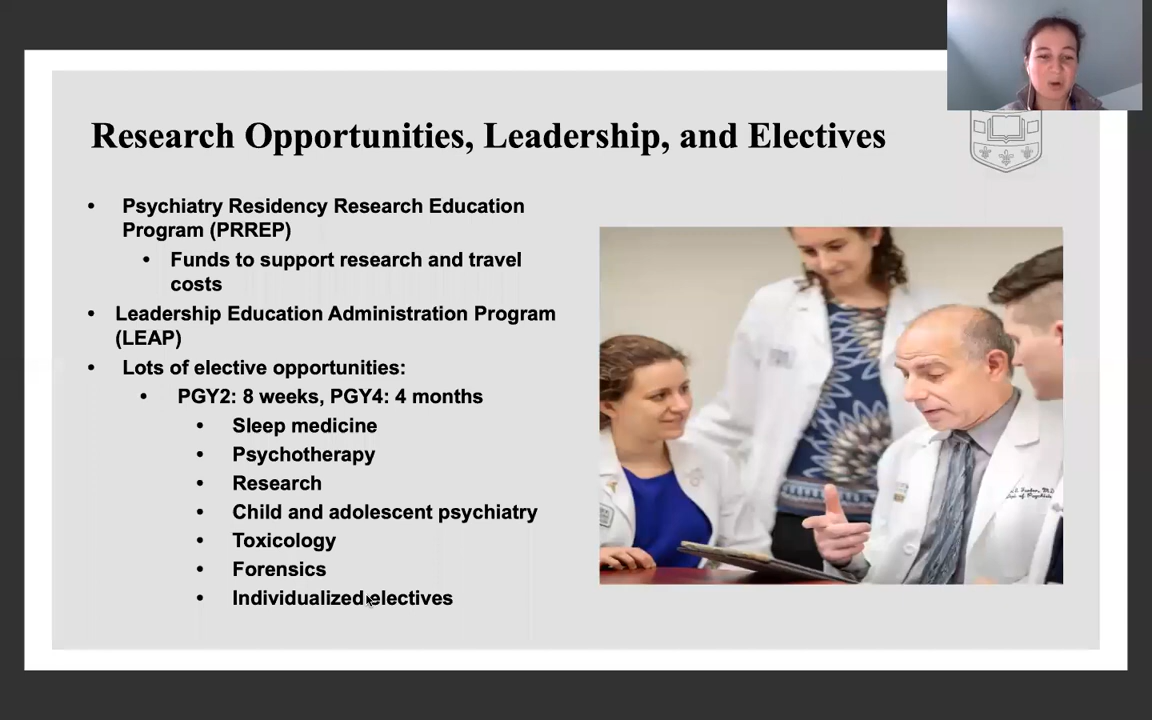 Research Opportunities, Leadership, and Electives
• Psychiatry Residency Research Education
Program (PRREP)
• Funds to support research and travel
costs
• Leadership Education Administration Program
(LEAP)
• Lots of elective opportunities:
• PGY2: 8 weeks, PGY4: 4 months
• Sleep medicine
• Psychotherapy
• Research
• Child and adolescent psychiatry
• Toxicology
• Forensics
• Individualized electives